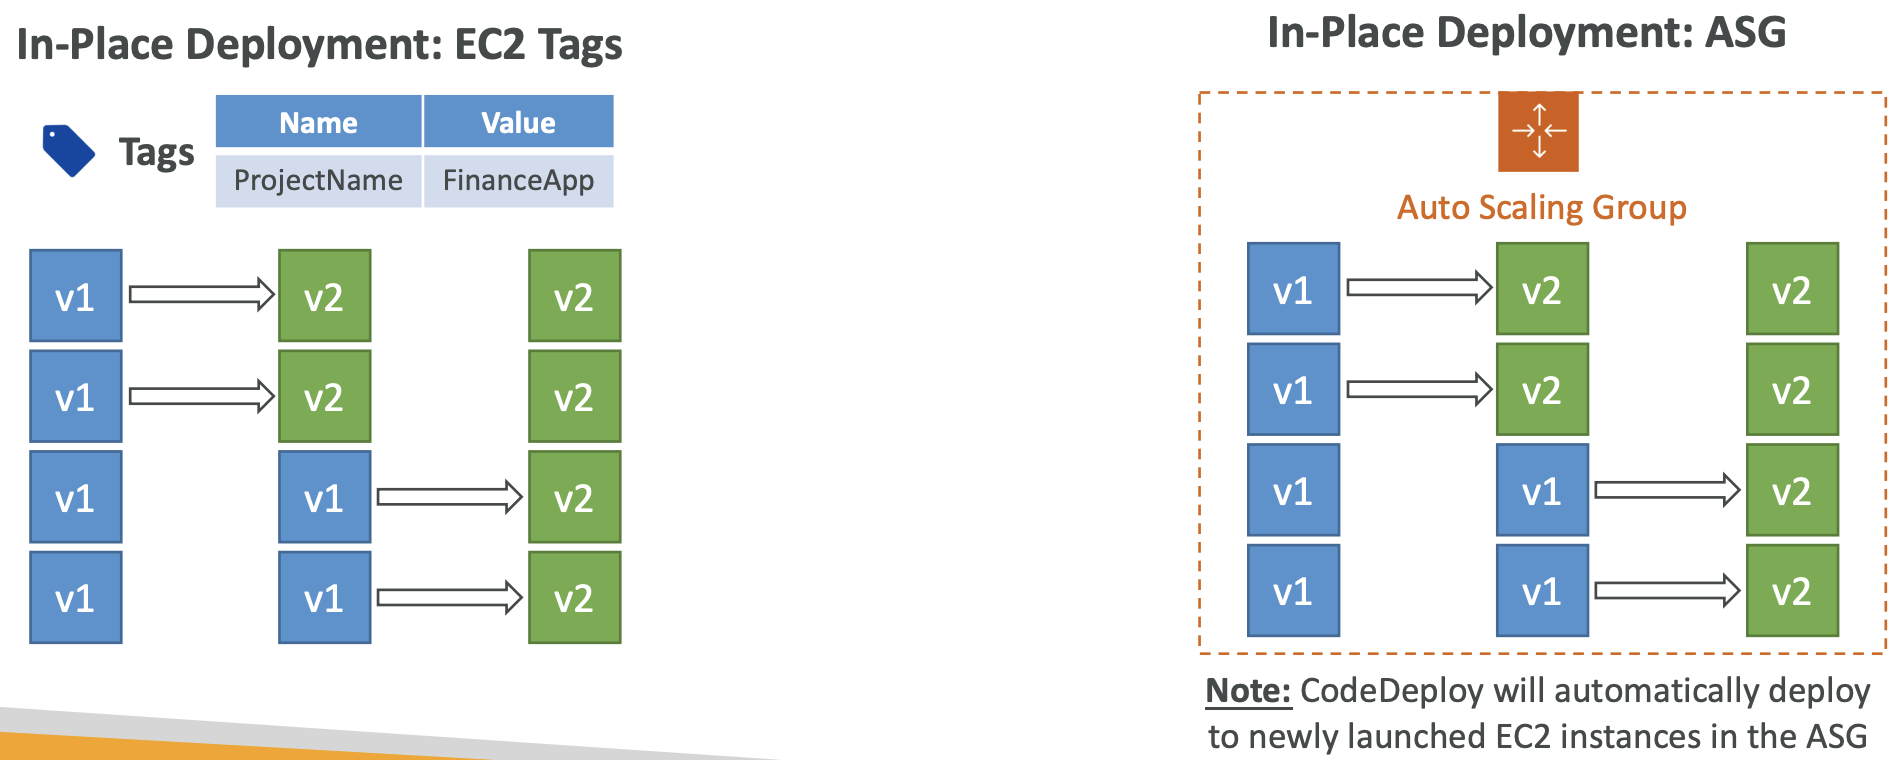 In-Place Deployment: EC2 Tags
Tags
Name Value
ProjectName FinanceApp
v1 v2 v2
v1 v2 v2
v1 v1 v2
v1 v1 v2
In-Place Deployment: ASG
Auto Scaling Group
v1 v2 v2
v1 v2 v2
v1 v1 v2
v1 v1 v2
Note: CodeDeploy will automatically deploy
to newly launched EC2 instances in the ASG